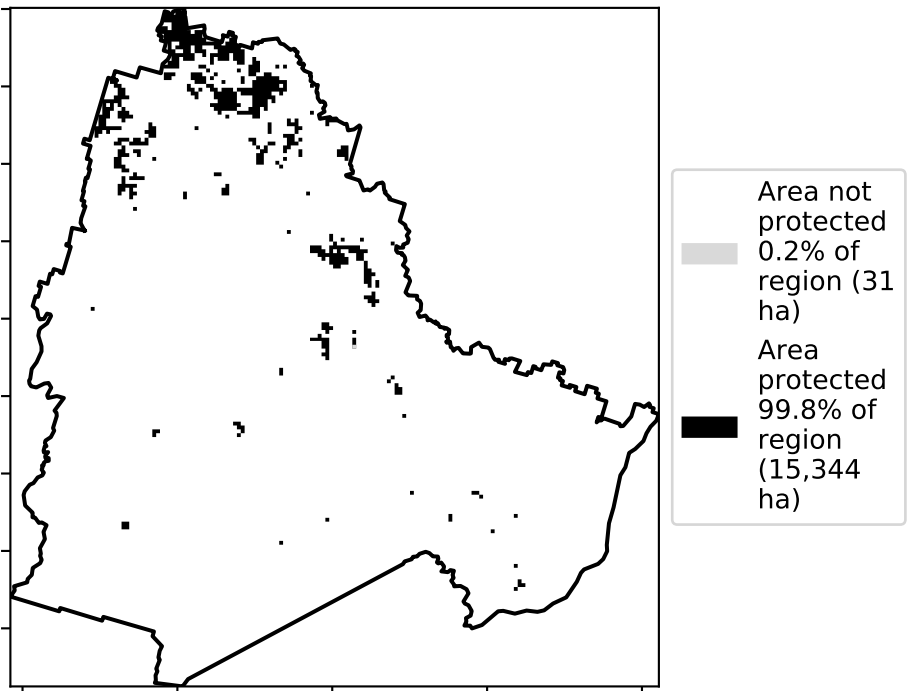 Area not
protected
0.2% of
region (31
ha)
Area
protected
99.8% of
region
(15,344
ha)